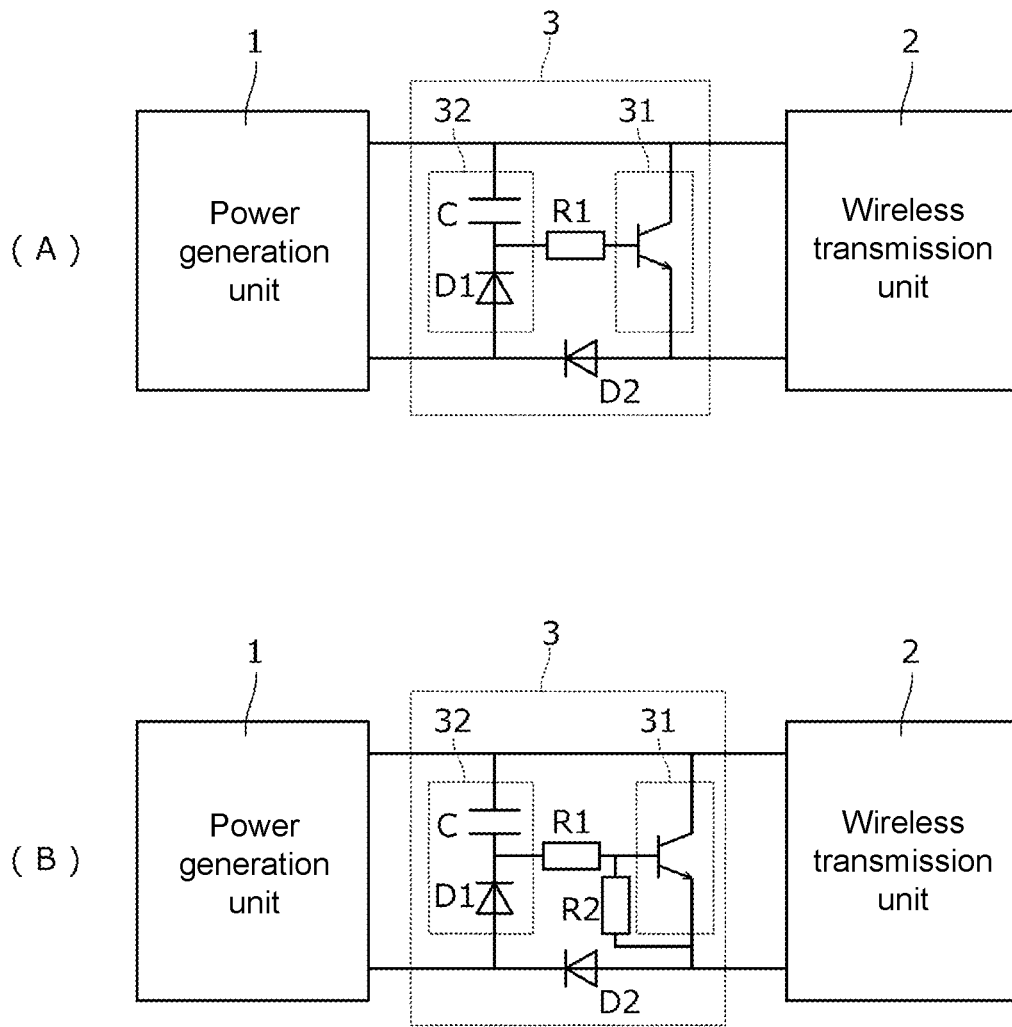 3
1
2
32
31
Power
generation
unit
C
R1
D1
D2
Wireless
transmission
unit
( A )
3
1
2
32
31
Power
generation
unit
C
R1
D1
R2
D2
Wireless
transmission
unit
( B )